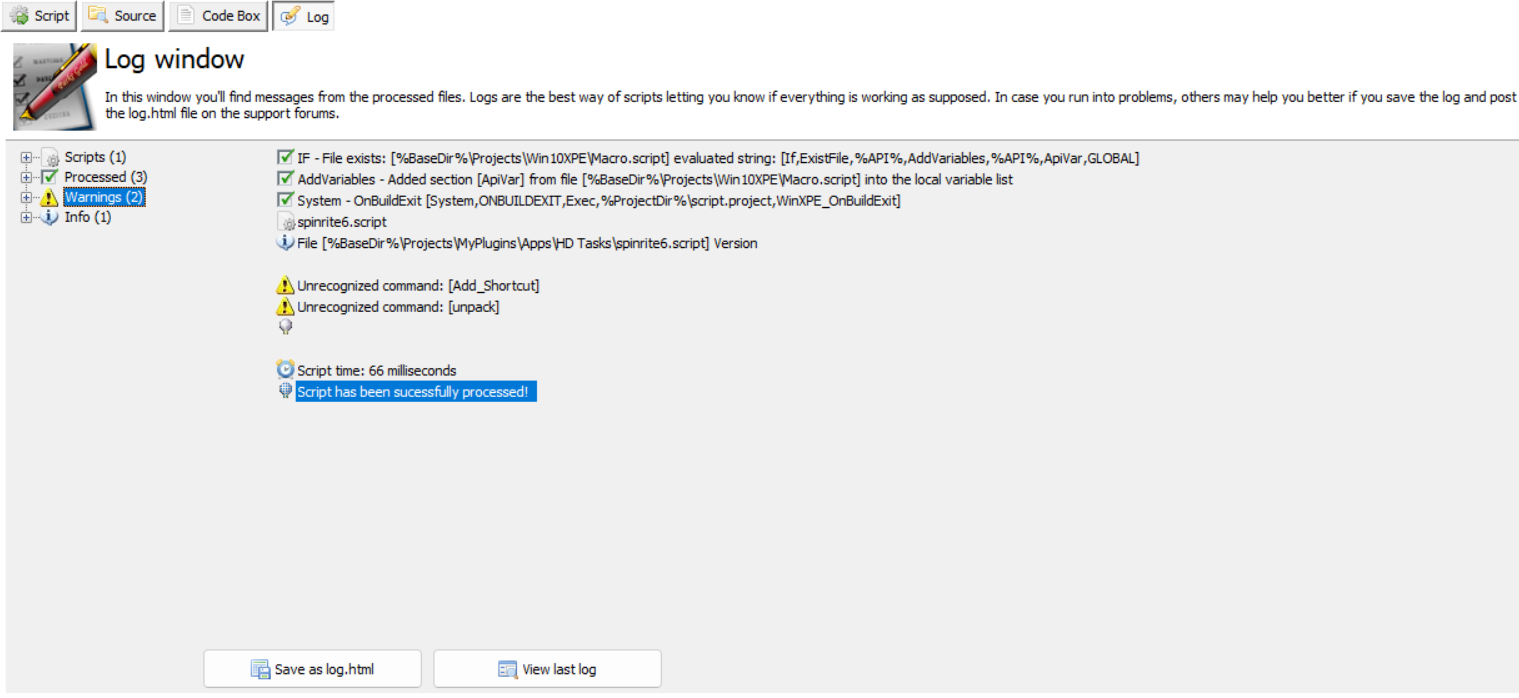 Script Source Code Box Log
Log window
In this window you'll find messages from the processed files. Logs are the best way of scripts letting you know if everything is working as supposed. In case you run into problems, others may help you better if you save the log and post
the log.html file on the support forums.
Scripts (1)
Processed (3)
Warnings (2)
Info (1)
IF - File exists: [%BaseDir%\Projects\Win10XPE\Macro.script] evaluated string: [If,ExistFile,%API%,AddVariables,%API%,ApiVar,GLOBAL]
AddVariables - Added section [ApiVar] from file [%BaseDir%\Projects\Win10XPE\Macro.script] into the local variable list
System - OnBuildExit [System,ONBUILDEXIT,Exec,%ProjectDir%\script.project,WinXPE_OnBuildExit]
spinrite6.script
File [%BaseDir%\Projects\MyPlugins\Apps\HD Tasks\spinrite6.script] Version
Unrecognized command: [Add_Shortcut]
Unrecognized command: [unpack]
Script time: 66 milliseconds
Script has been sucessfully processed!
Save as log.html View last log